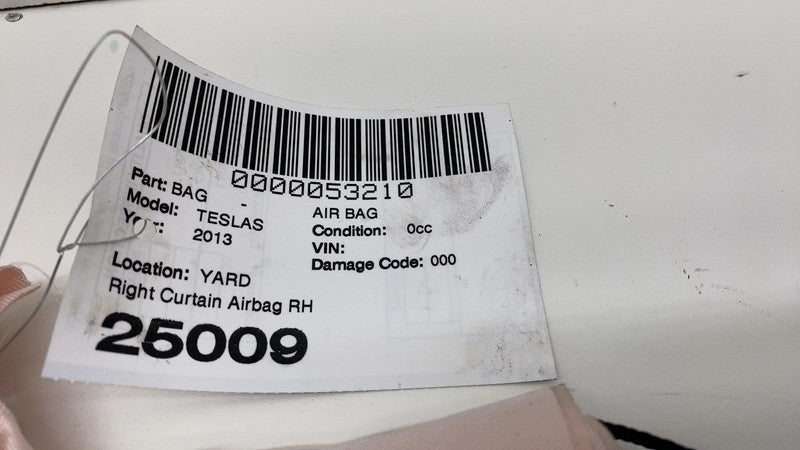 0000053210
Part: BAG - AIR BAG
Model: TESLAS Condition: 0cc
Year: 2013 VIN:
Damage Code: 000
Location: YARD
Right Curtain Airbag RH
25009